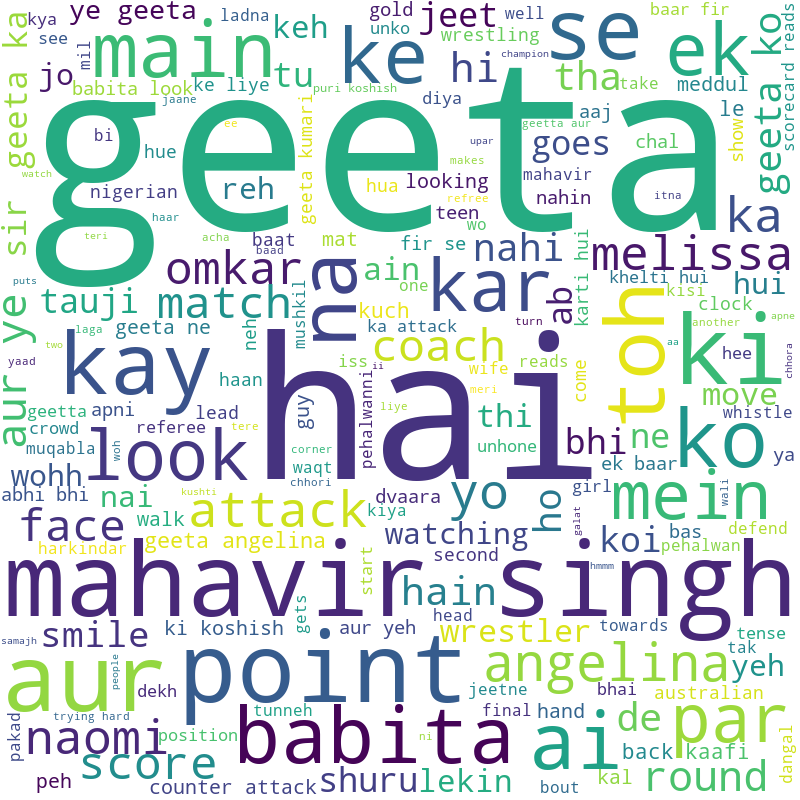 kya ladna ye geeta keh gold jeet well ye baar fir
see mil main unko wrestling se ek scorecard reads
jo babita look tu ke hi champion
jaane ke liye puri koshish tha take meddul geeta ko
geeta ka bi hue ee diya aaj le show
geeta kumari geetta aur upar goes chal
watch nigerian reh hua looking makes mahavir nahin itna ka
haar teri acha baat mat teen refree wo
sir puts omkar baad fir se nahi melissa
tauji match na ain kar khelti hui hui
aur ye laga geeta ne neh mushkil kuch one ab karti hui kisi clock
yaad two ka attack turn another apne
kay haan iss coach reads aa hee chhora
geeta hai pehalwanni wife ii come toh ki move
geetta apni lead guy meri thi whistle
crowd referee tere liye unhone bhi ne ko ya
muqabla woh look corner waqt ek baar
wohh abhi bhi nai kushti chhori dvaara yo ho galat girl mein wali
face walk attack kiya koi bas defend
harkindar geeta angelina start watching second hmmm pehalwan
mahavir singh
hain
samajh smile ki koshish gets aur yeh head wrestler towards tense
people aur point angelina tak yeh
dekh jeetne bhai australian
trying hard tunneh final hand de par
pakad naomi position babita ni ai back kaafi dangal
peh score counter attack shuru lekin bout kal round